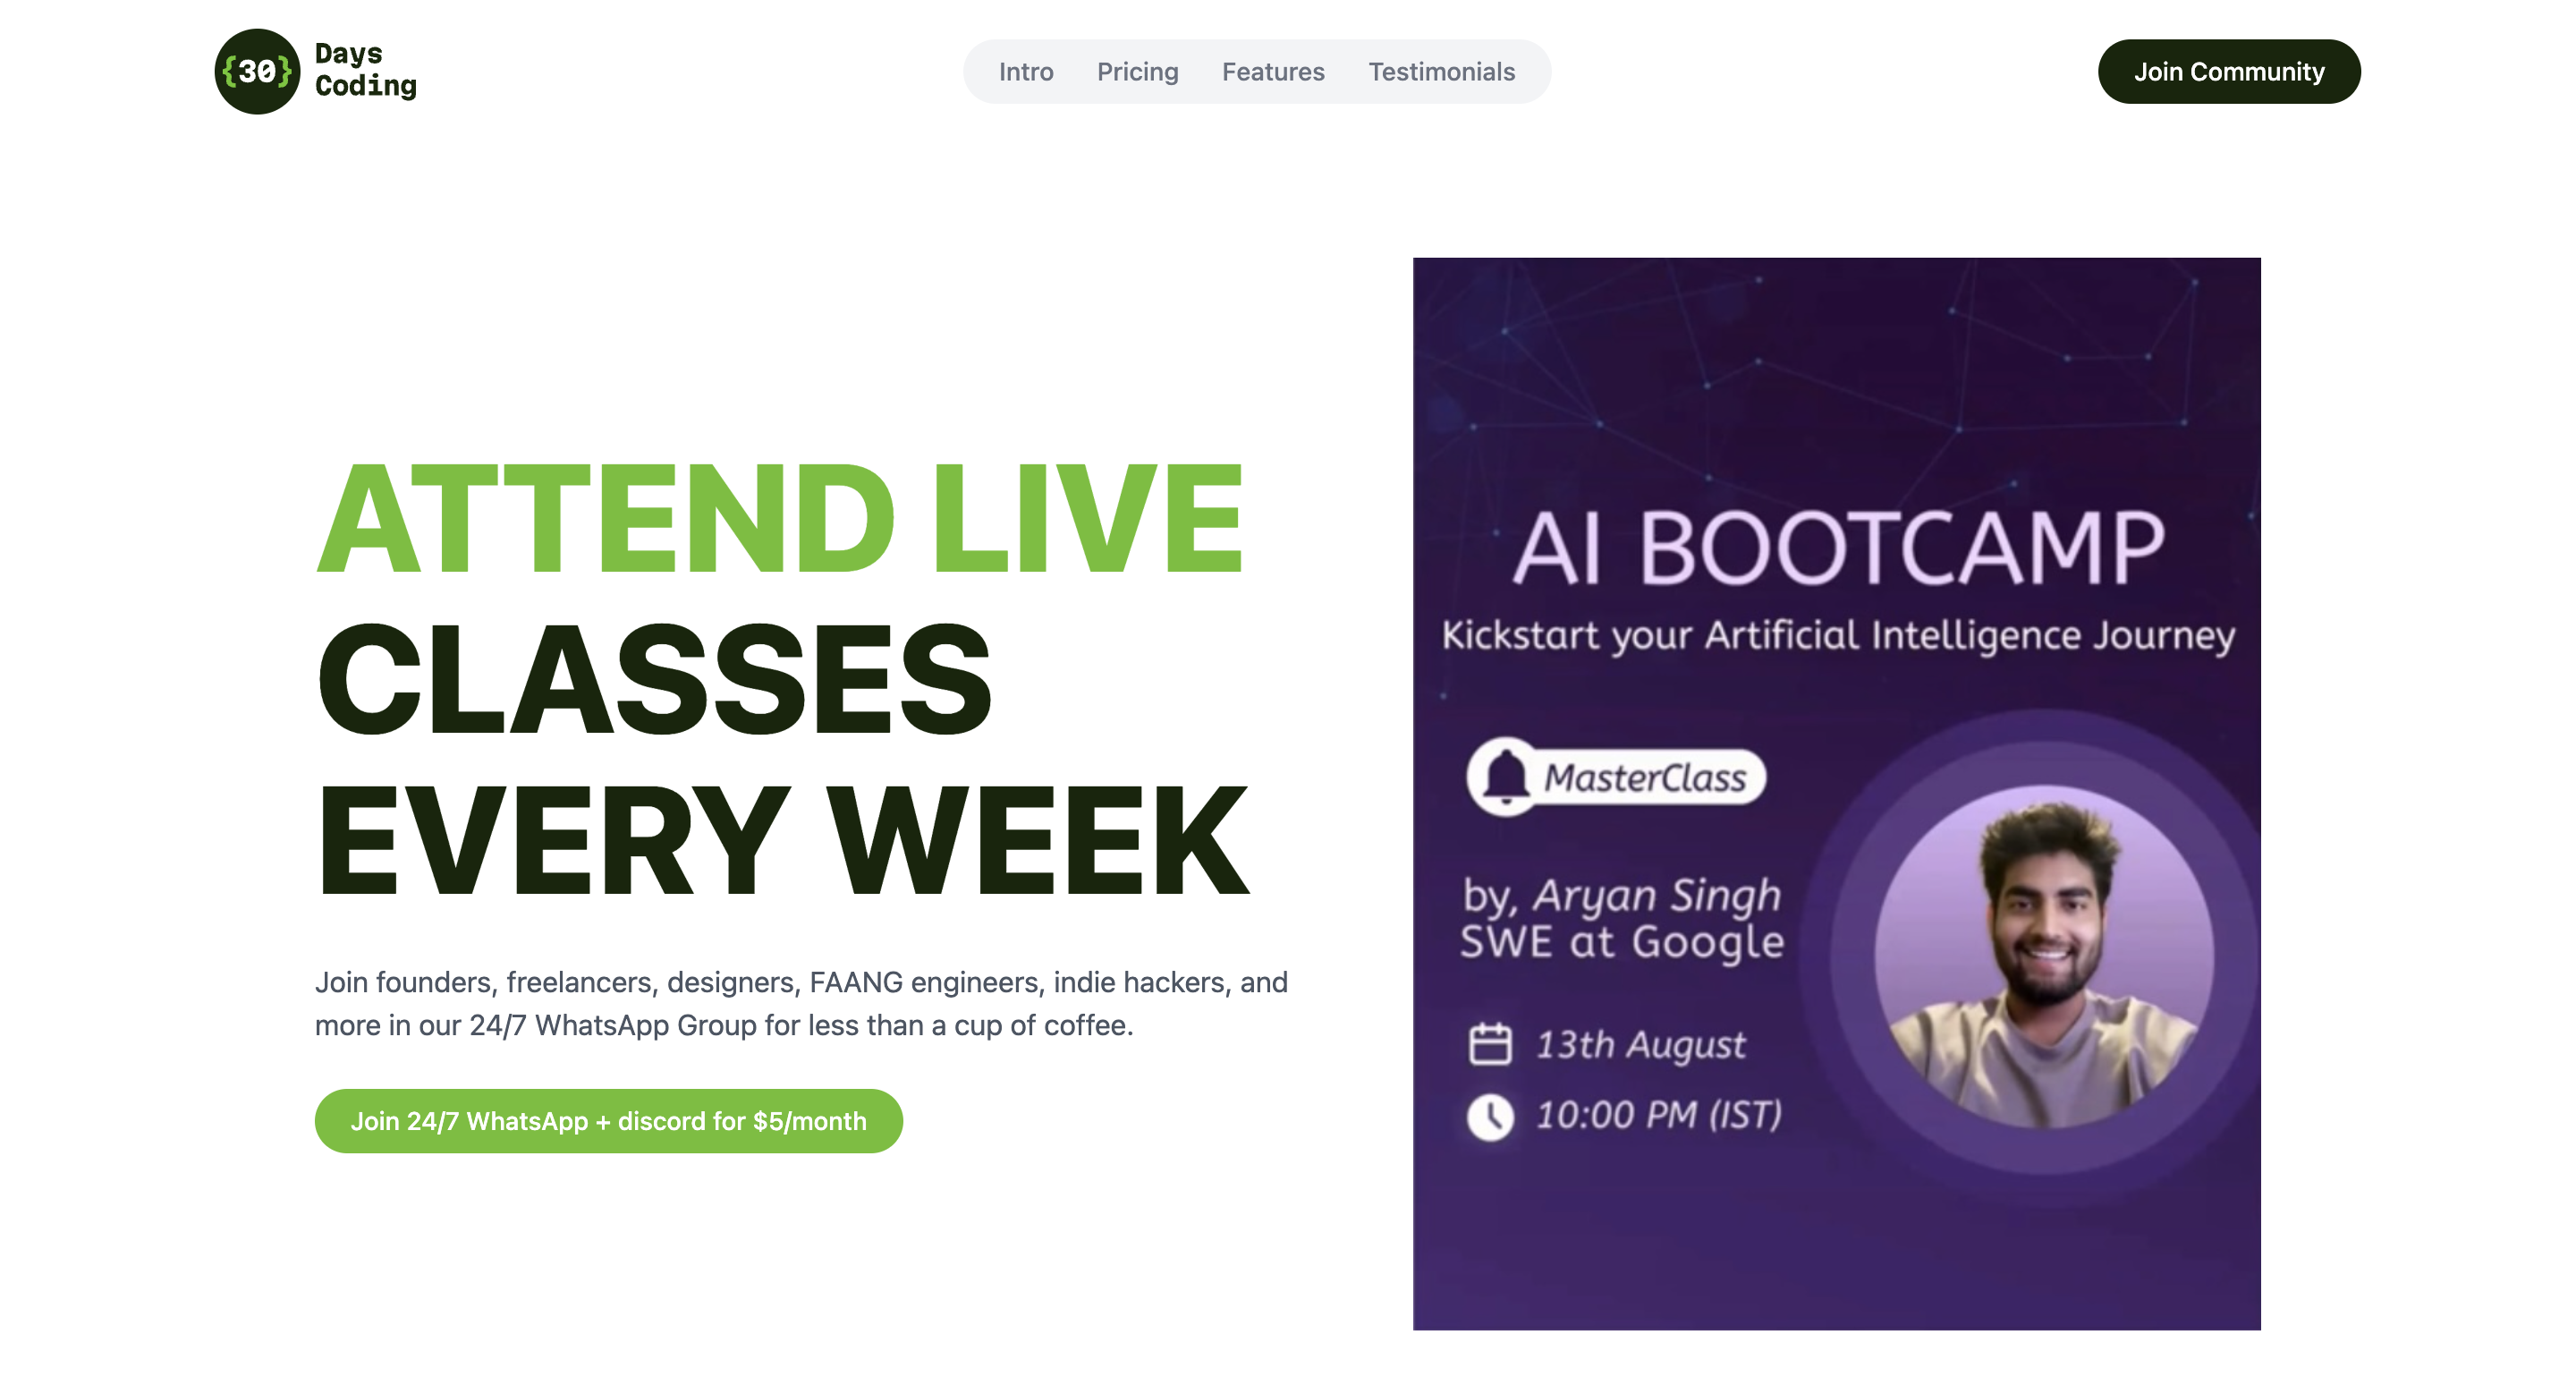 {30} Days
Coding
Intro Pricing Features Testimonials
Join Community
ATTEND LIVE
CLASSES
EVERY WEEK
Join founders, freelancers, designers, FAANG engineers, indie hackers, and
more in our 24/7 WhatsApp Group for less than a cup of coffee.
Join 24/7 WhatsApp + discord for $5/month
AI BOOTCAMP
Kickstart your Artificial Intelligence Journey
MasterClass
by, Aryan Singh
SWE at Google
13th August
10:00 PM (IST)